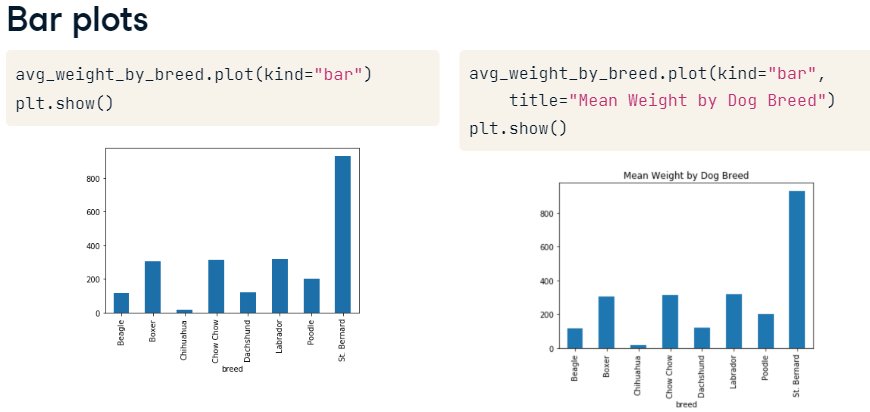 Bar plots
avg_weight_by_breed.plot(kind="bar")
plt.show()
800
600
400
200
0
Beagle
Boxer
Chihuahua
Chow Chow
Dachshund
Labrador
Poodle
St. Bernard
breed
avg_weight_by_breed.plot(kind="bar",
title="Mean Weight by Dog Breed")
plt.show()
Mean Weight by Dog Breed
800
600
400
200
0
Beagle
Boxer
Chihuahua
Chow Chow
Dachshund
Labrador
Poodle
St. Bernard
breed